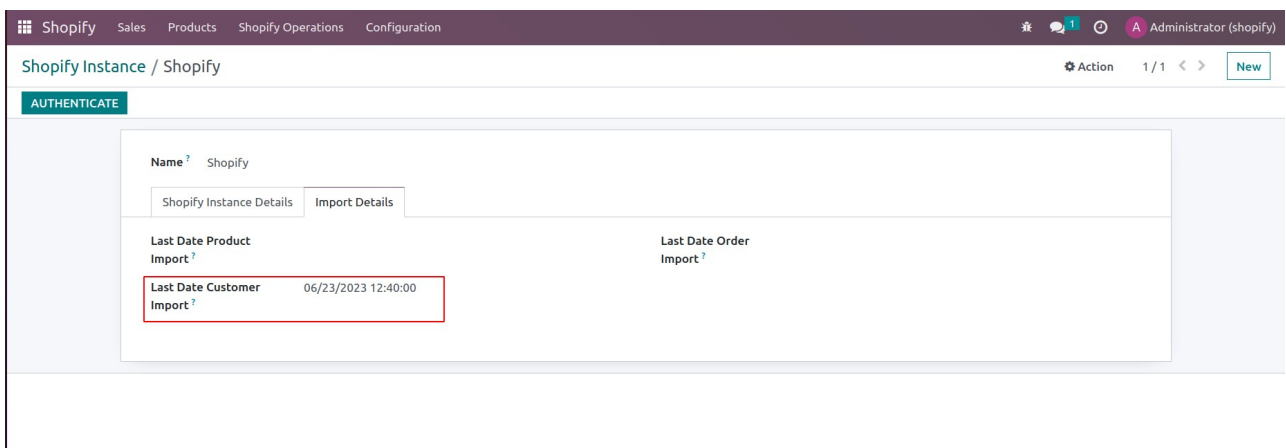 Shopify Sales Products Shopify Operations Configuration 1 A Administrator (shopify)
Shopify Instance / Shopify Action 1 / 1 < > New
AUTHENTICATE
Name ? Shopify
Shopify Instance Details Import Details
Last Date Product Import ?
Last Date Order Import ?
Last Date Customer Import ? 06/23/2023 12:40:00